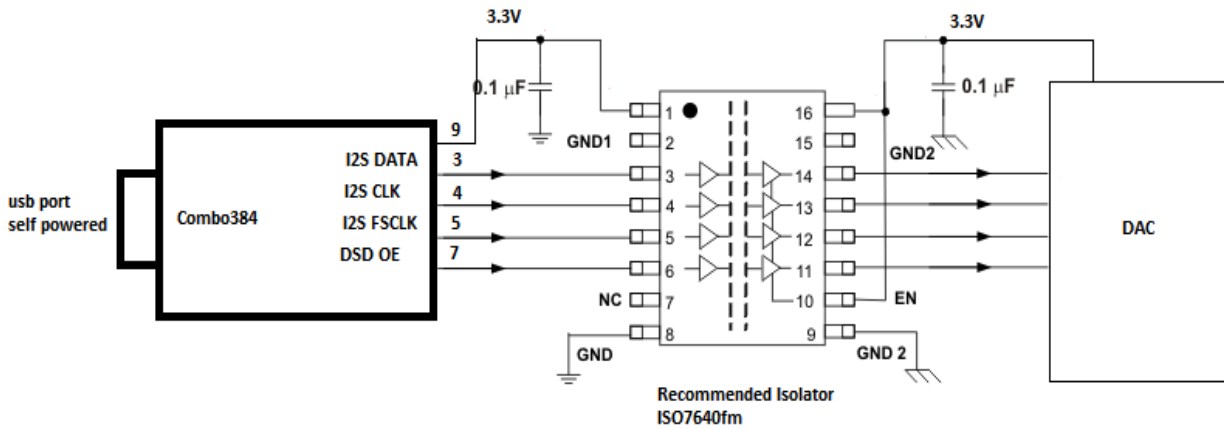 3.3V
3.3V
0.1 µF
0.1 µF
9
1
16
GND1
2
15
GND2
I2S DATA
3
3
14
I2S CLK
4
4
13
usb port
self powered
Combo384
I2S FSCLK
5
5
12
DAC
DSD OE
7
6
11
NC
7
10
EN
GND
8
9
GND 2
Recommended Isolator
ISO7640fm